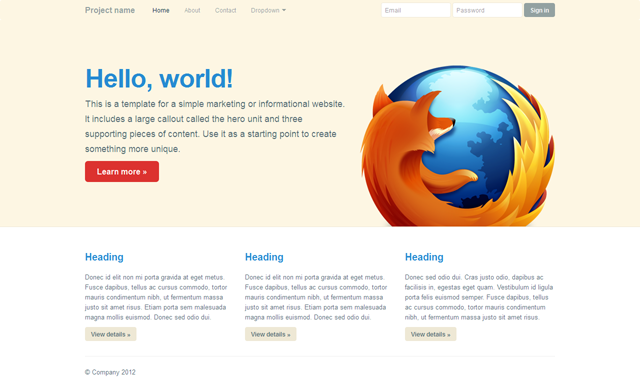 Project name Home About Contact Dropdown Email Password Sign in
Hello, world!
This is a template for a simple marketing or informational website.
It includes a large callout called the hero unit and three
supporting pieces of content. Use it as a starting point to create
something more unique.
Learn more »
Heading
Donec id elit non mi porta gravida at eget metus.
Fusce dapibus, tellus ac cursus commodo, tortor
mauris condimentum nibh, ut fermentum massa
justo sit amet risus. Etiam porta sem malesuada
magna mollis euismod. Donec sed odio dui.
View details »
Heading
Donec id elit non mi porta gravida at eget metus.
Fusce dapibus, tellus ac cursus commodo, tortor
mauris condimentum nibh, ut fermentum massa
justo sit amet risus. Etiam porta sem malesuada
magna mollis euismod. Donec sed odio dui.
View details »
Heading
Donec sed odio dui. Cras justo odio, dapibus ac
facilisis in, egestas eget quam. Vestibulum id ligula
porta felis euismod semper. Fusce dapibus, tellus
ac cursus commodo, tortor mauris condimentum
nibh, ut fermentum massa justo sit amet risus.
View details »
© Company 2012